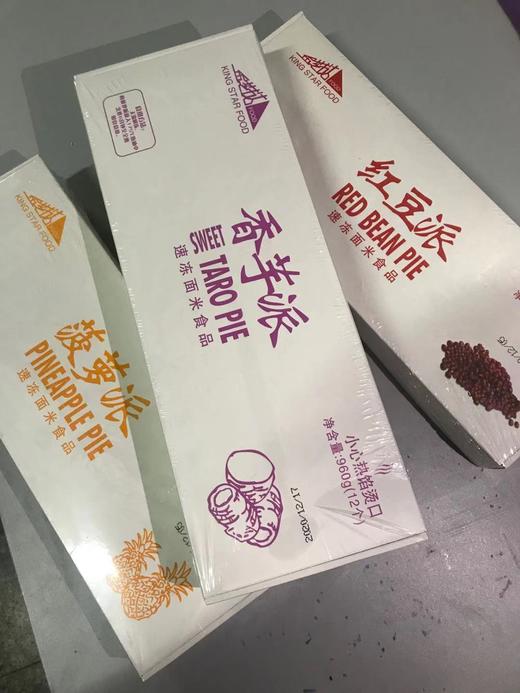 KING STAR FOOD
菠萝派
PINEAPPLE PIE
速冻面米食品
KING STAR FOOD
香芋派
SWEET
TARO PIE
速冻面米食品
小心热馅烫口
净含量:960g(12个)
2020/12/17
KING STAR FOOD
红豆派
RED BEAN PIE
速冻面米食品